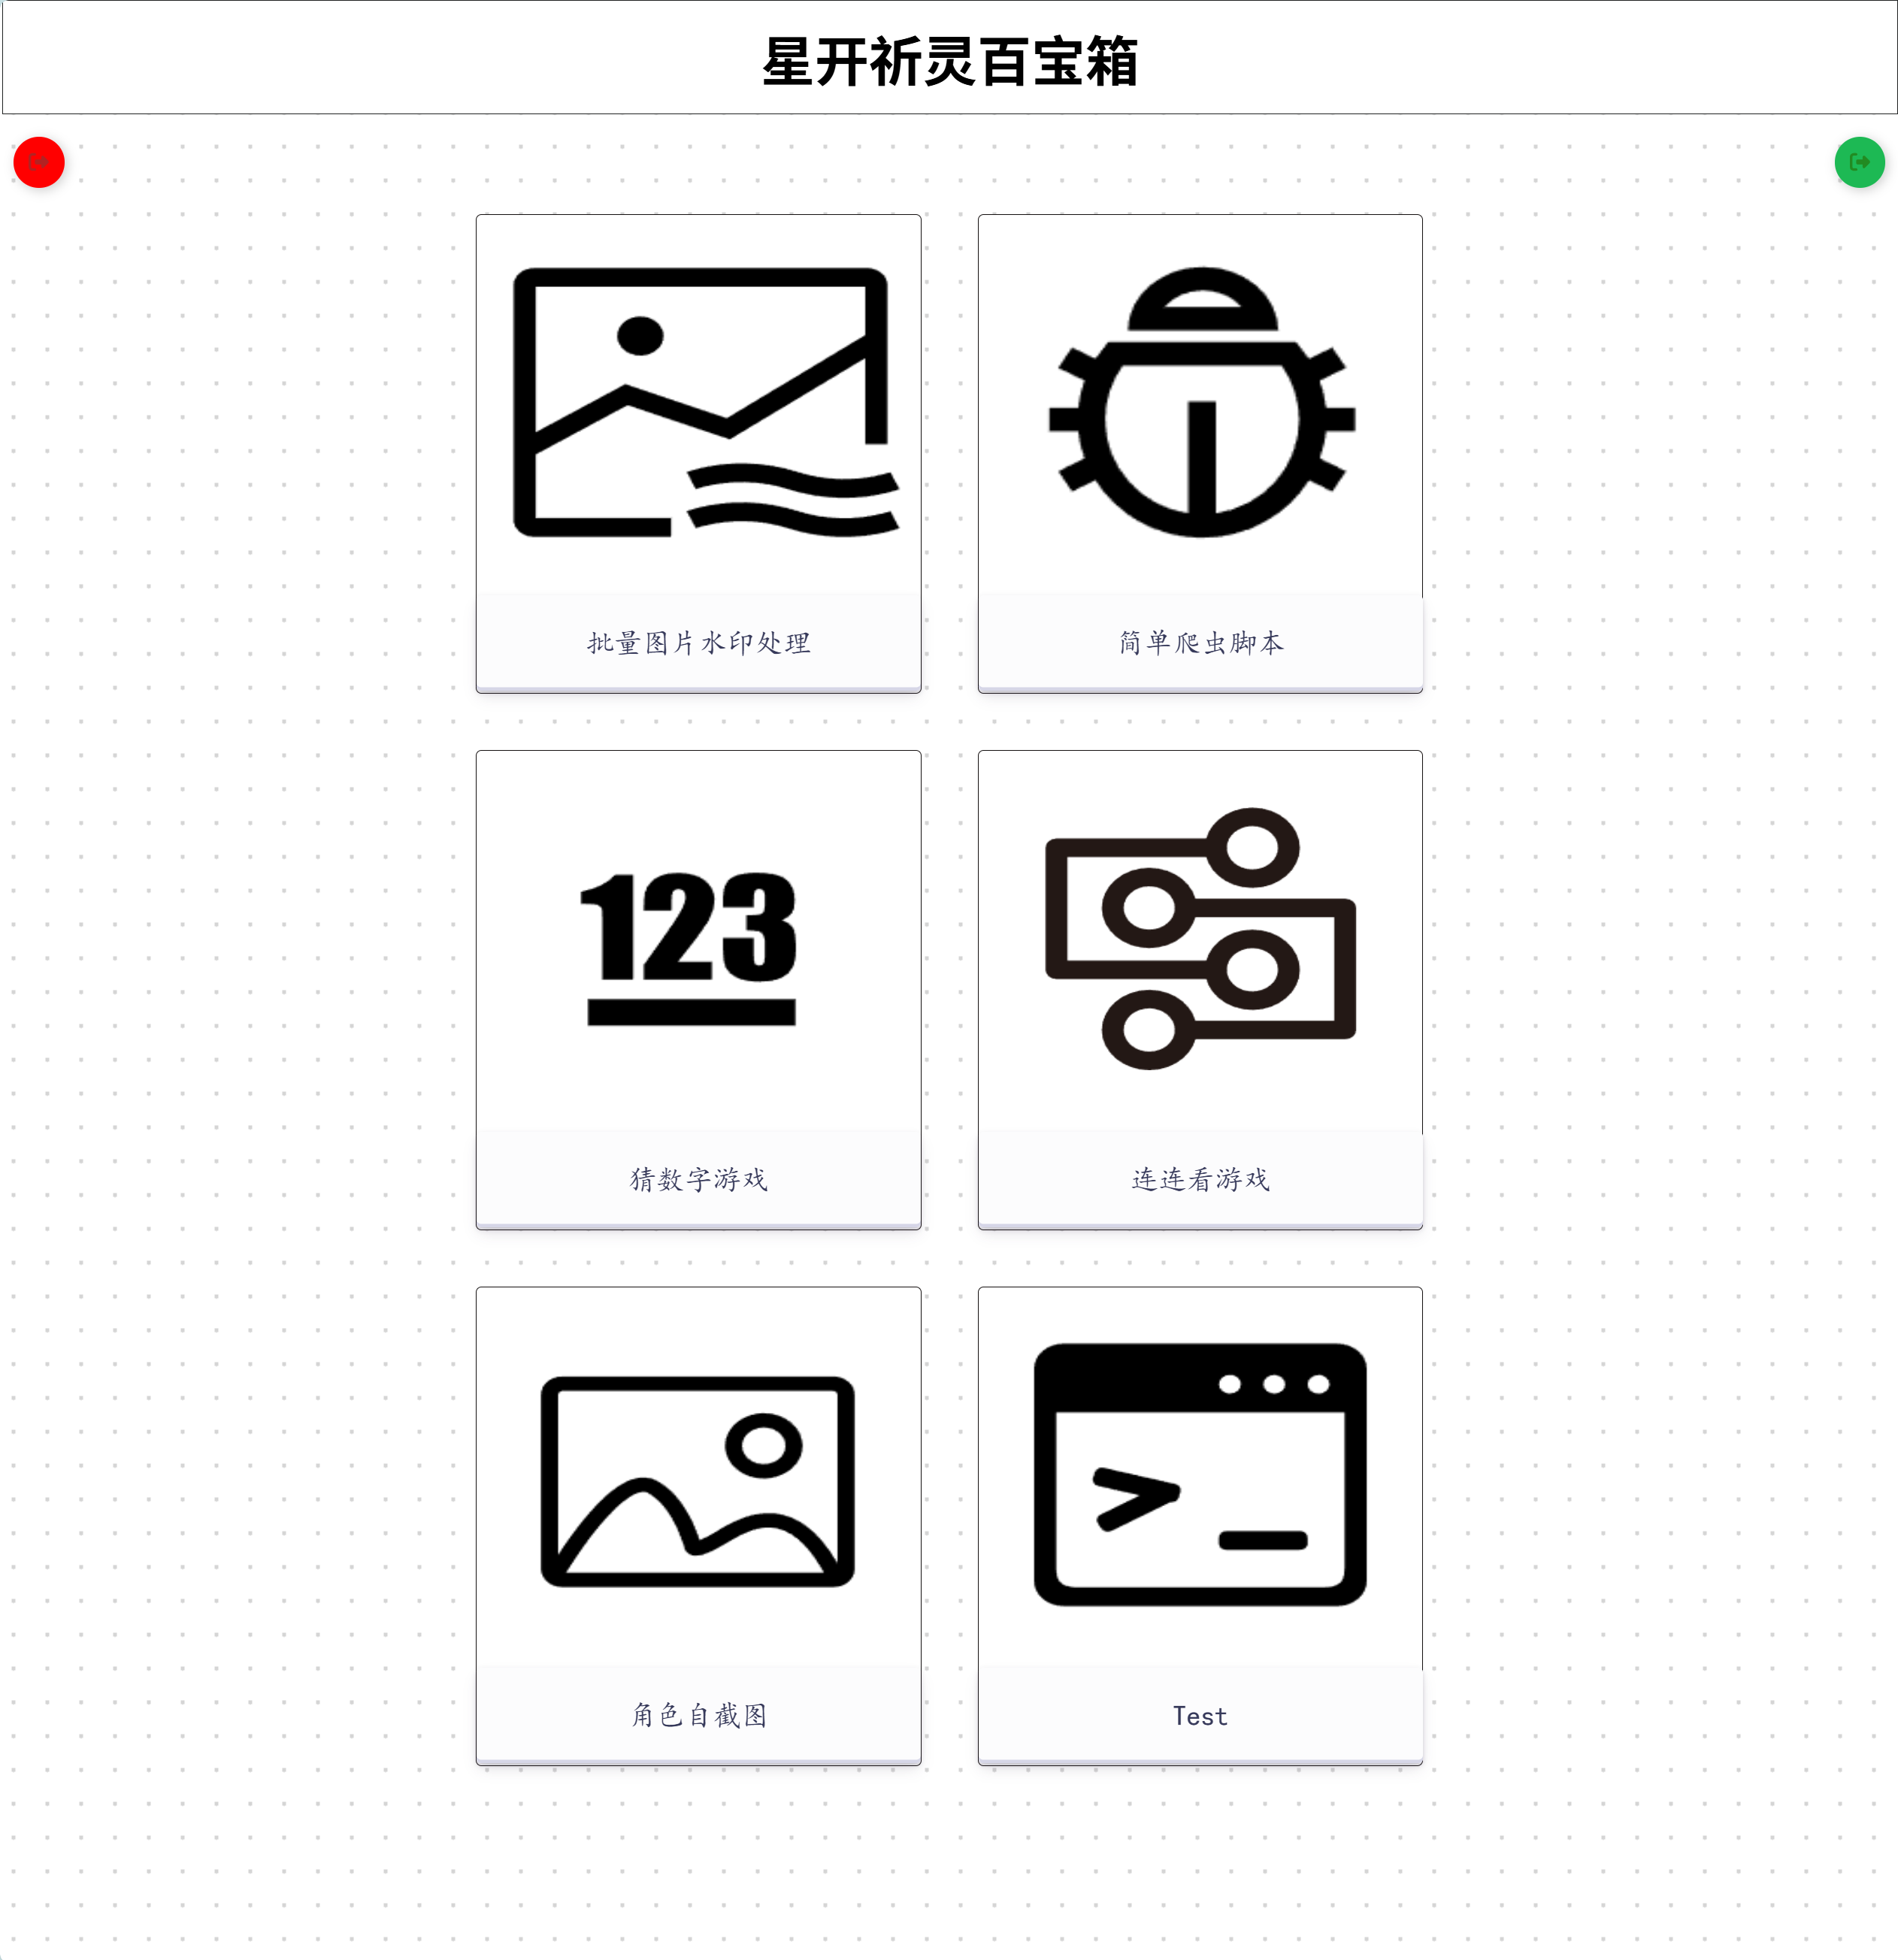 星开祈灵百宝箱
批量图片水印处理
简单爬虫脚本
123
猜数字游戏
连连看游戏
>_
角色自截图
Test